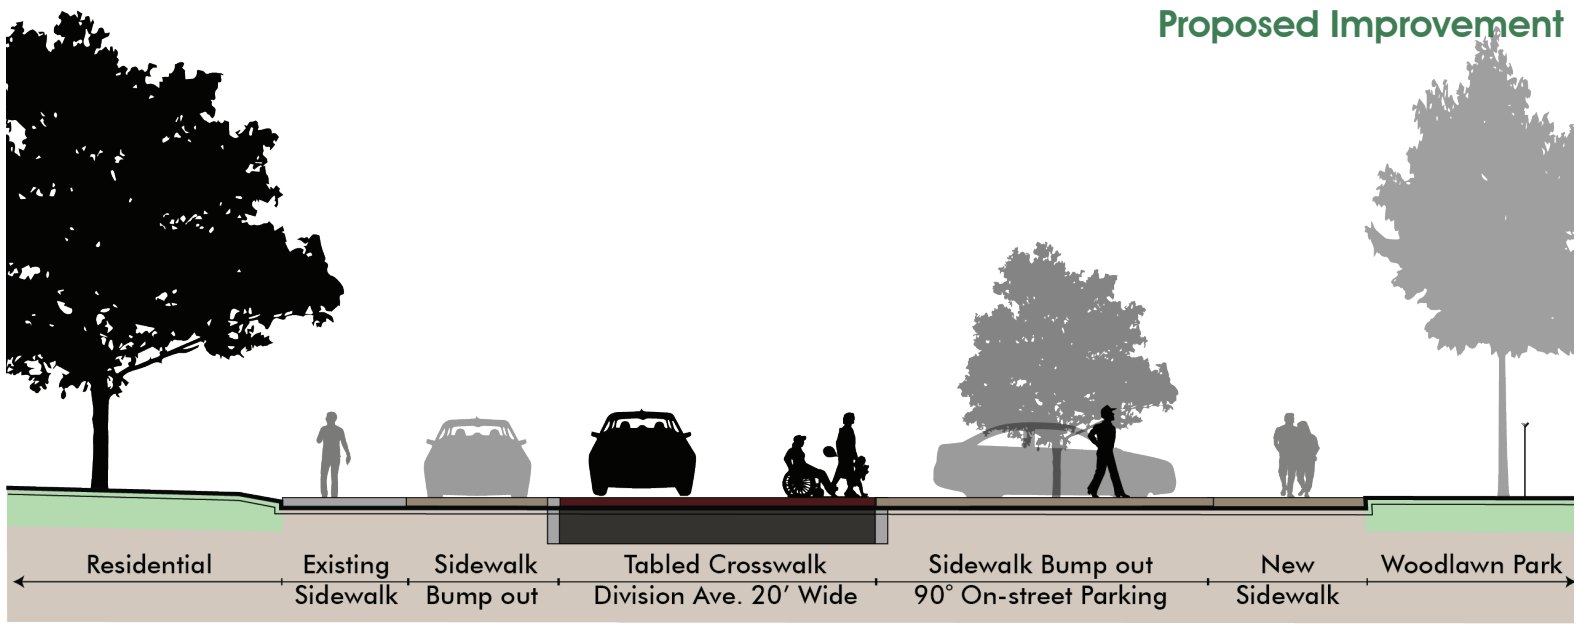 Proposed Improvement
Residential
Existing
Sidewalk
Sidewalk
Bump out
Tabled Crosswalk
Division Ave. 20' Wide
Sidewalk Bump out
90° On-street Parking
New
Sidewalk
Woodlawn Park